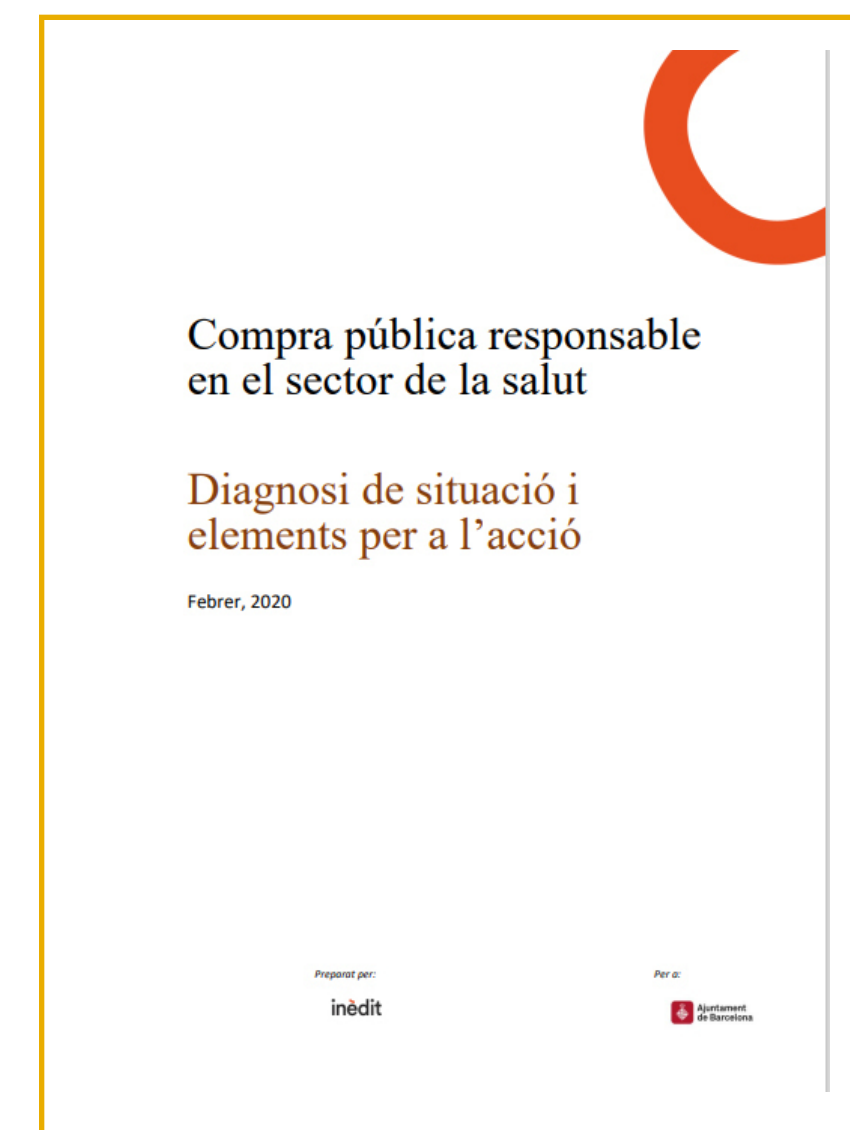 Compra pública responsable
en el sector de la salut
Diagnosi de situació i
elements per a l’acció
Febrer, 2020
Preparat per:
Per a:
inèdit
Ajuntament
de Barcelona